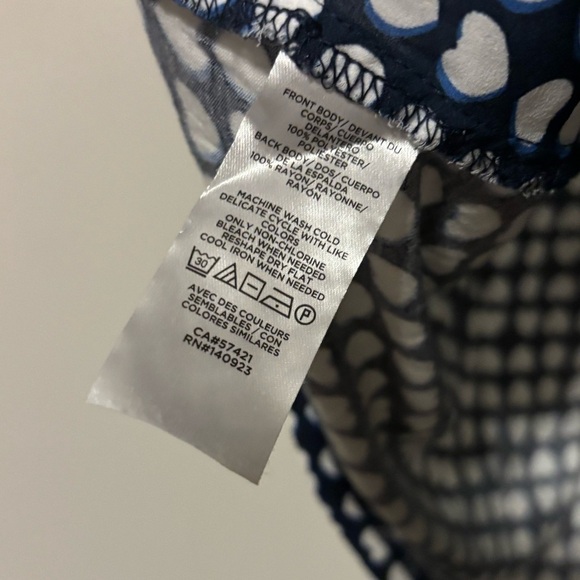 FRONT BODY/ DEVANT DU
CORPS/ CUERPO
DELANTERO
100% POLYESTER/
POLIÉSTER
BACK BODY/ DOS/ CUERPO
DE LA ESPALDA
100% RAYON/RAYONNE/
RAYÓN
MACHINE WASH COLD
DELICATE CYCLE WITH LIKE
COLORS
ONLY NON-CHLORINE
BLEACH WHEN NEEDED
RESHAPE DRY FLAT
COOL IRON WHEN NEEDED
30 P
AVEC DES COULEURS
SEMBLABLES/ CON
COLORES SIMILARES
CA#57421
RN#140923